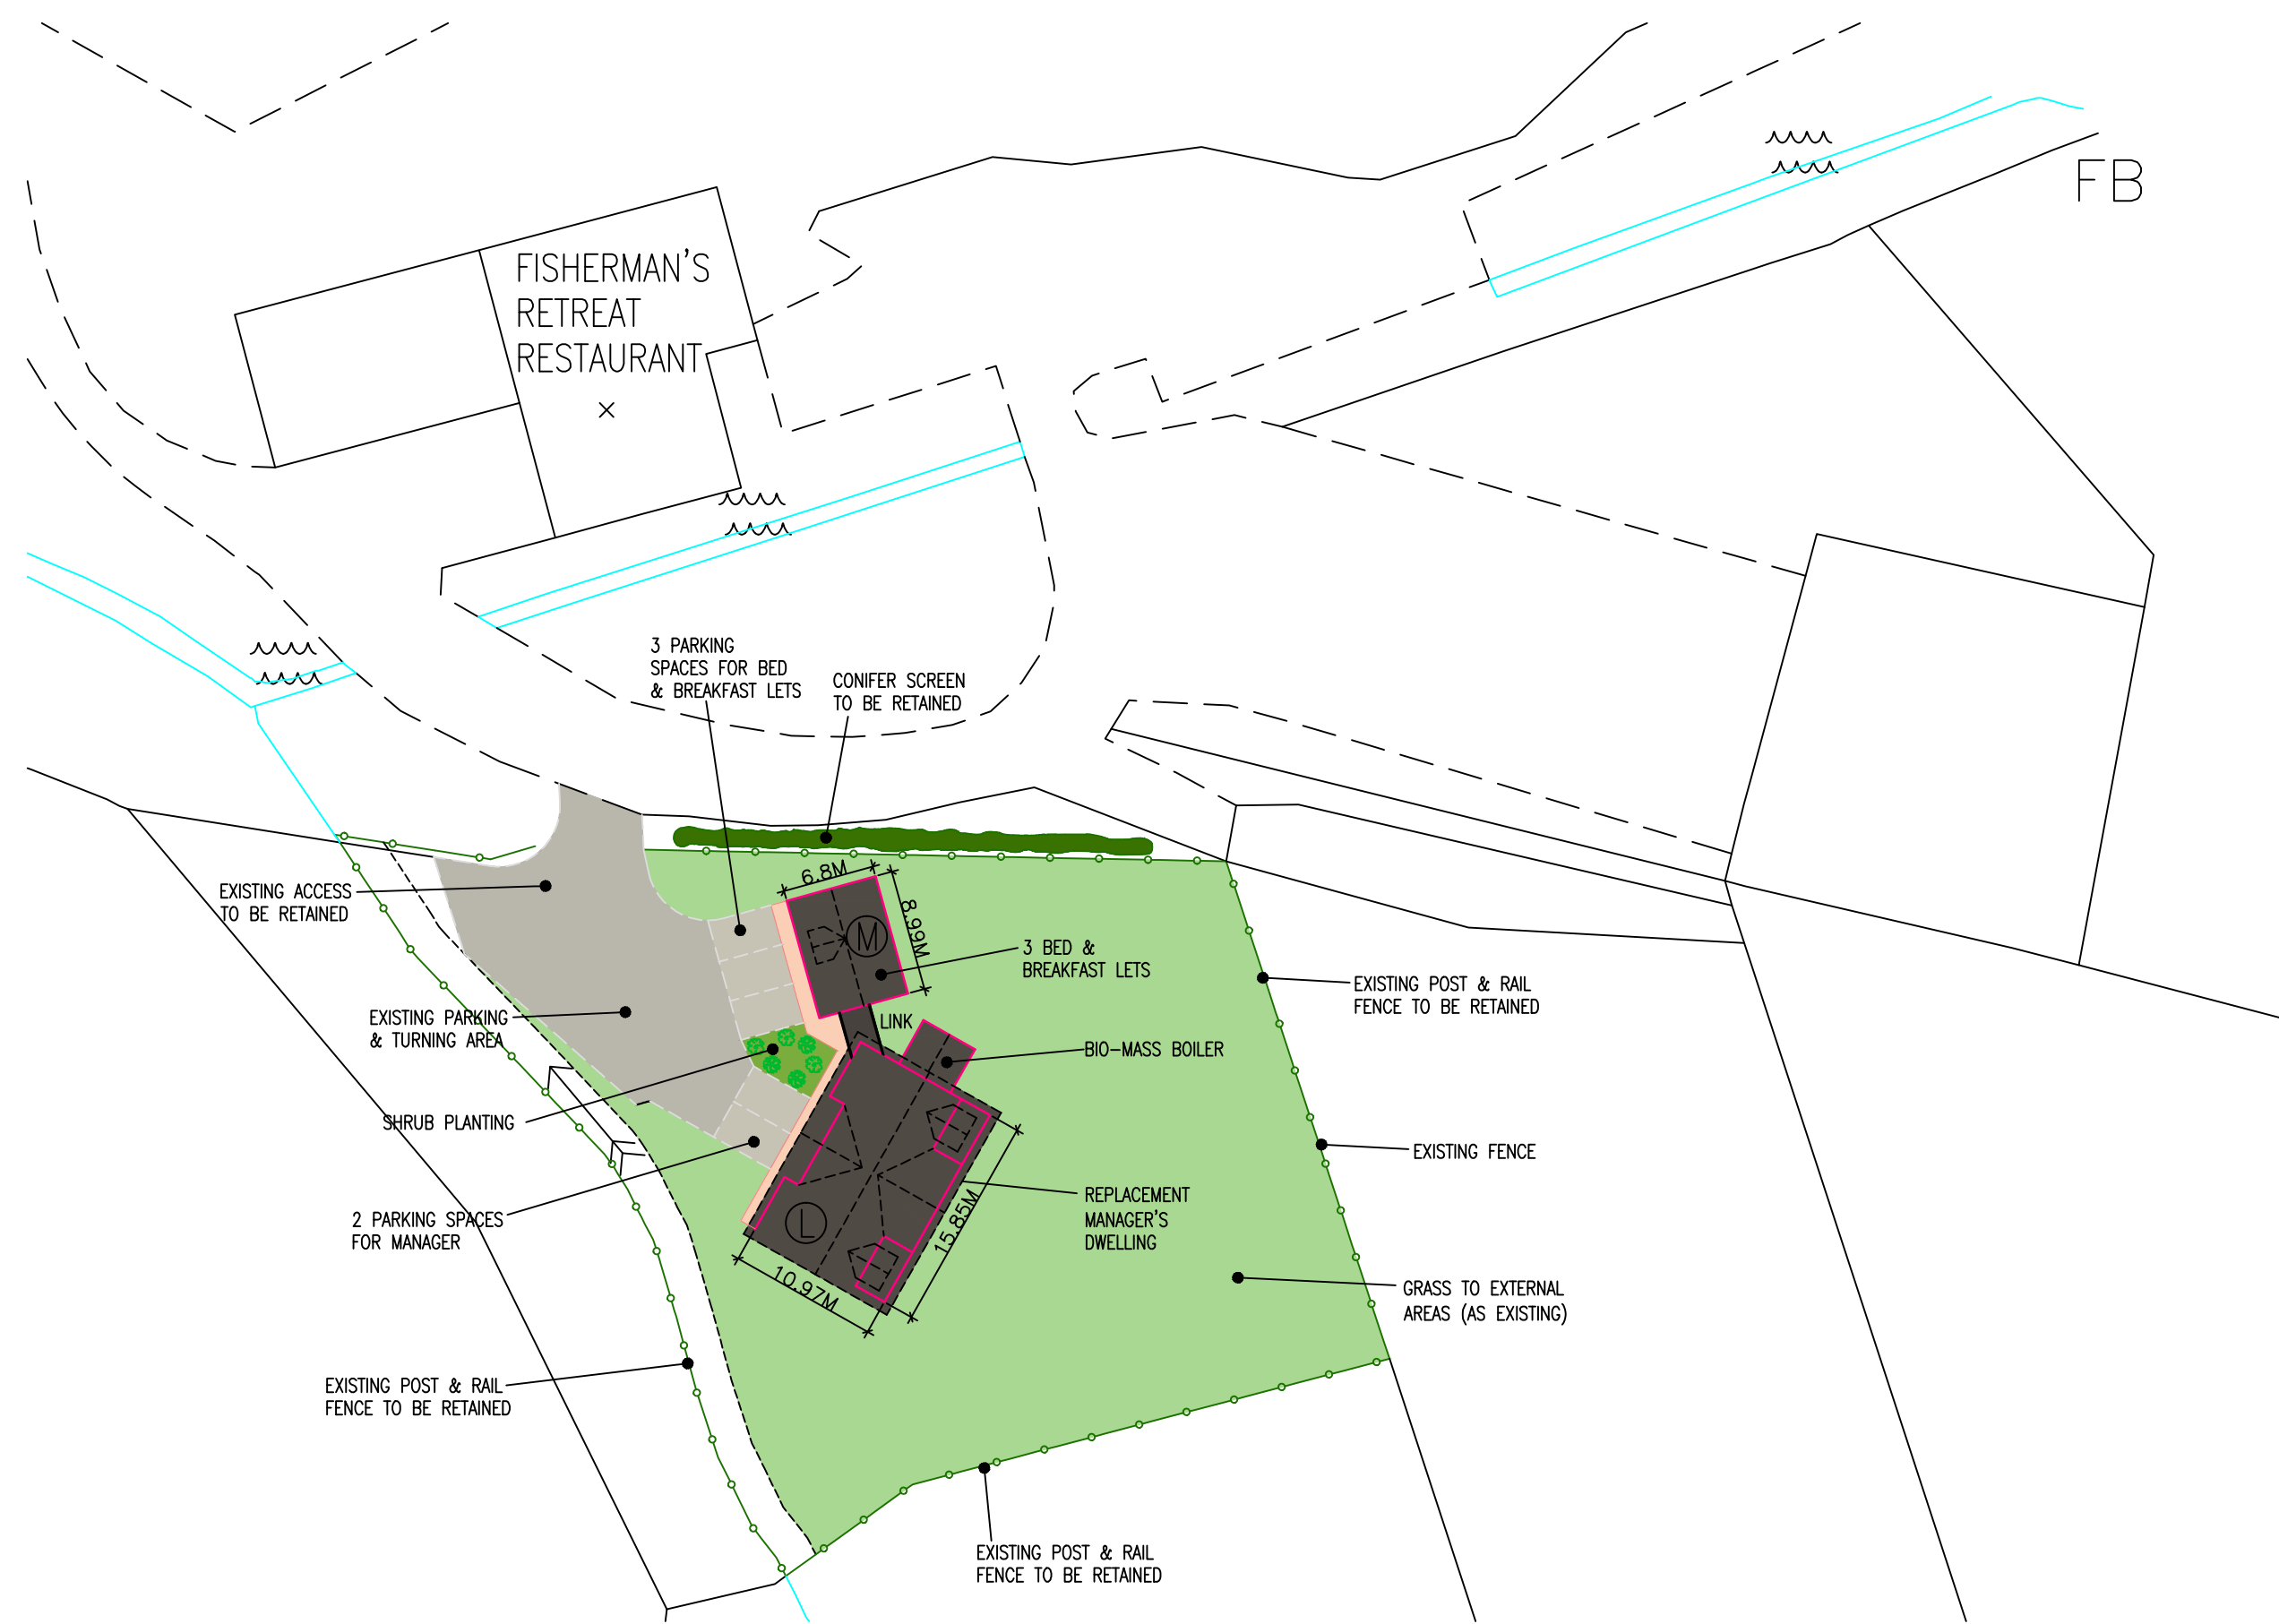 FB
FISHERMAN'S
RETREAT
RESTAURANT
3 PARKING
SPACES FOR BED
& BREAKFAST LETS
CONIFER SCREEN
TO BE RETAINED
6.8M
8.99M
EXISTING ACCESS
TO BE RETAINED
M
3 BED &
BREAKFAST LETS
EXISTING POST & RAIL
FENCE TO BE RETAINED
EXISTING PARKING
& TURNING AREA
LINK
BIO-MASS BOILER
SHRUB PLANTING
EXISTING FENCE
REPLACEMENT
MANAGER'S
DWELLING
2 PARKING SPACES
FOR MANAGER
L
15.85M
10.97M
GRASS TO EXTERNAL
AREAS (AS EXISTING)
EXISTING POST & RAIL
FENCE TO BE RETAINED
EXISTING POST & RAIL
FENCE TO BE RETAINED